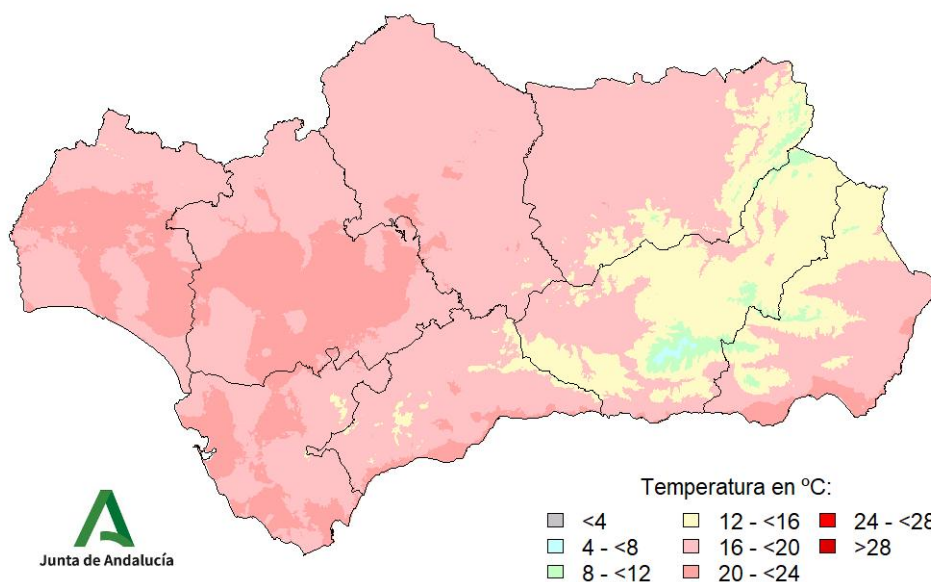 Temperatura en ºC:
<4
4 - <8
8 - <12
12 - <16
16 - <20
20 - <24
24 - <28
>28
Junta de Andalucía